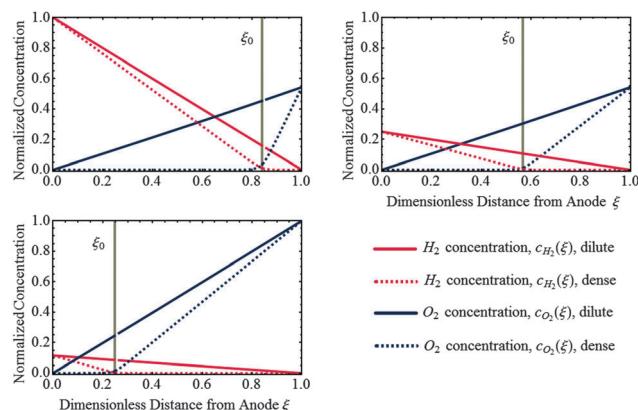 Normalized Concentration
1.0
0.8
0.6
0.4
0.2
0.0
0.0 0.2 0.4 0.6 0.8 1.0
ξ0
Normalized Concentration
1.0
0.8
0.6
0.4
0.2
0.0
0.0 0.2 0.4 0.6 0.8 1.0
ξ0
Dimensionless Distance from Anode ξ
Normalized Concentration
1.0
0.8
0.6
0.4
0.2
0.0
0.0 0.2 0.4 0.6 0.8 1.0
ξ0
Dimensionless Distance from Anode ξ
H2 concentration, cH2(ξ), dilute
H2 concentration, cH2(ξ), dense
O2 concentration, cO2(ξ), dilute
O2 concentration, cO2(ξ), dense